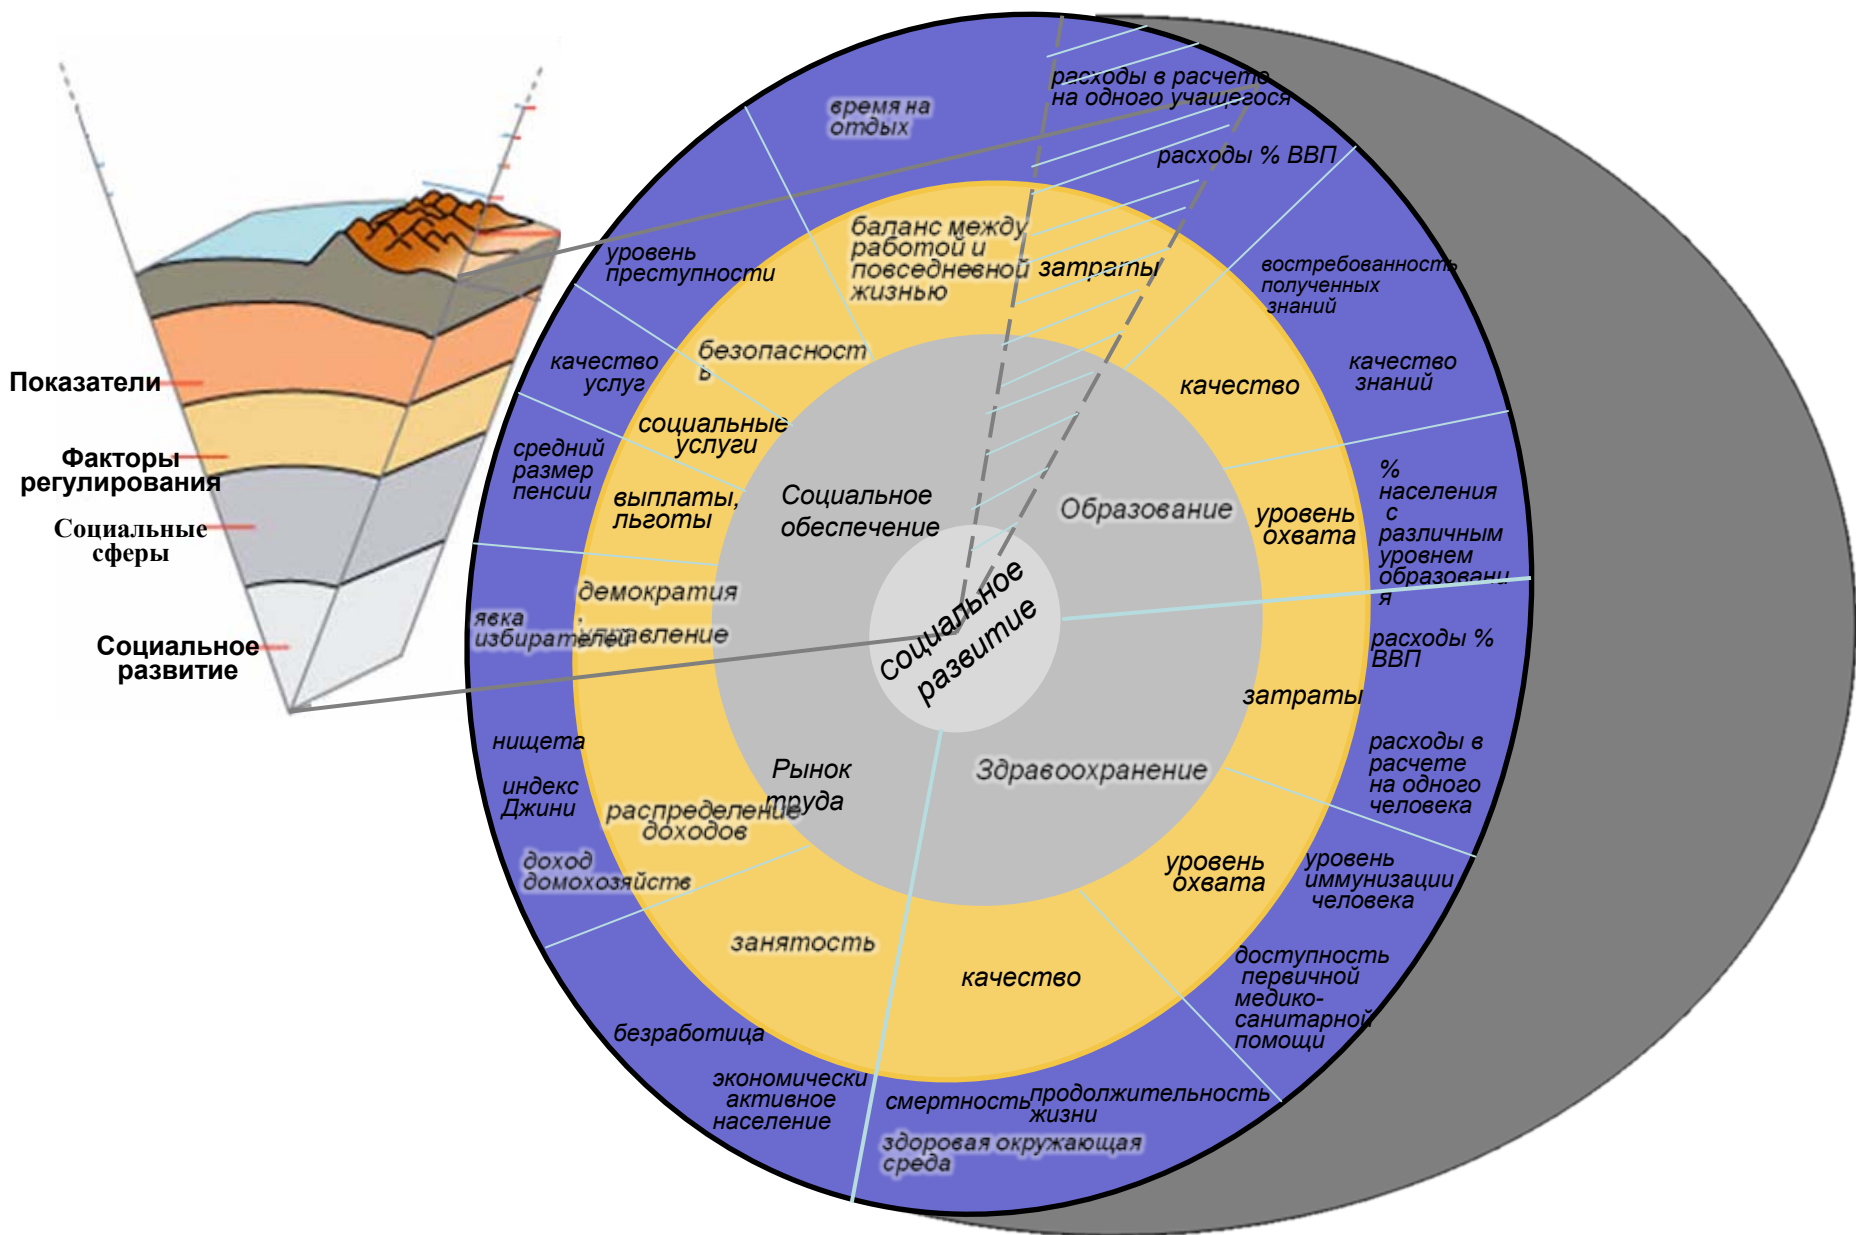 Показатели
Факторы
регулирования
Социальные
сферы
Социальное
развитие
расходы в расчете
на одного учащегося
расходы % ВВП
время на
отдых
уровень
преступности
качество
услуг
средний
размер
пенсии
явка
избирателей
нищета
индекс
Джини
доход
домохозяйств
безработица
экономически
активное
население
смертность
продолжительность
жизни
здоровая окружающая
среда
доступность
первичной
медико-
санитарной
помощи
уровень
иммунизации
человека
расходы в
расчете
на одного
человека
расходы %
ВВП
%
населения
с
различным
уровнем
образовани
я
качество
знаний
востребованность
полученных
знаний
баланс между
работой и
повседневной
жизнью
затраты
качество
уровень
охвата
затраты
уровень
охвата
качество
занятость
распределение
доходов
демократия
,
управление
выплаты,
льготы
социальные
услуги
безопасност
ь
Социальное
обеспечение
Образование
Здравоохранение
Рынок
труда
Социальное
развитие